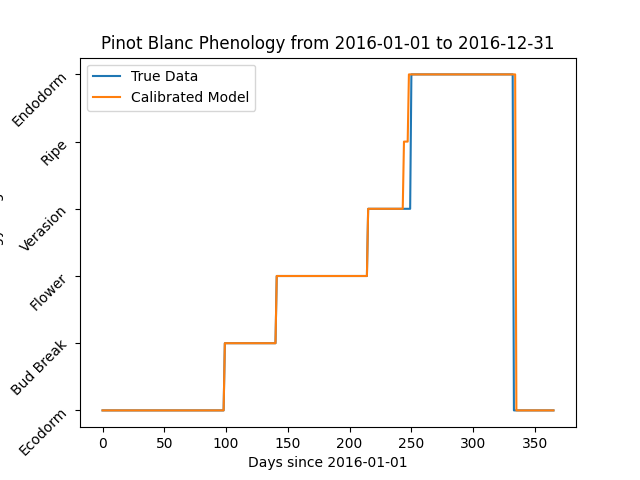 Pinot Blanc Phenology from 2016-01-01 to 2016-12-31
True Data
Calibrated Model
Endodorm
Ripe
Verasion
Flower
Bud Break
Ecodorm
0 50 100 150 200 250 300 350
Days since 2016-01-01